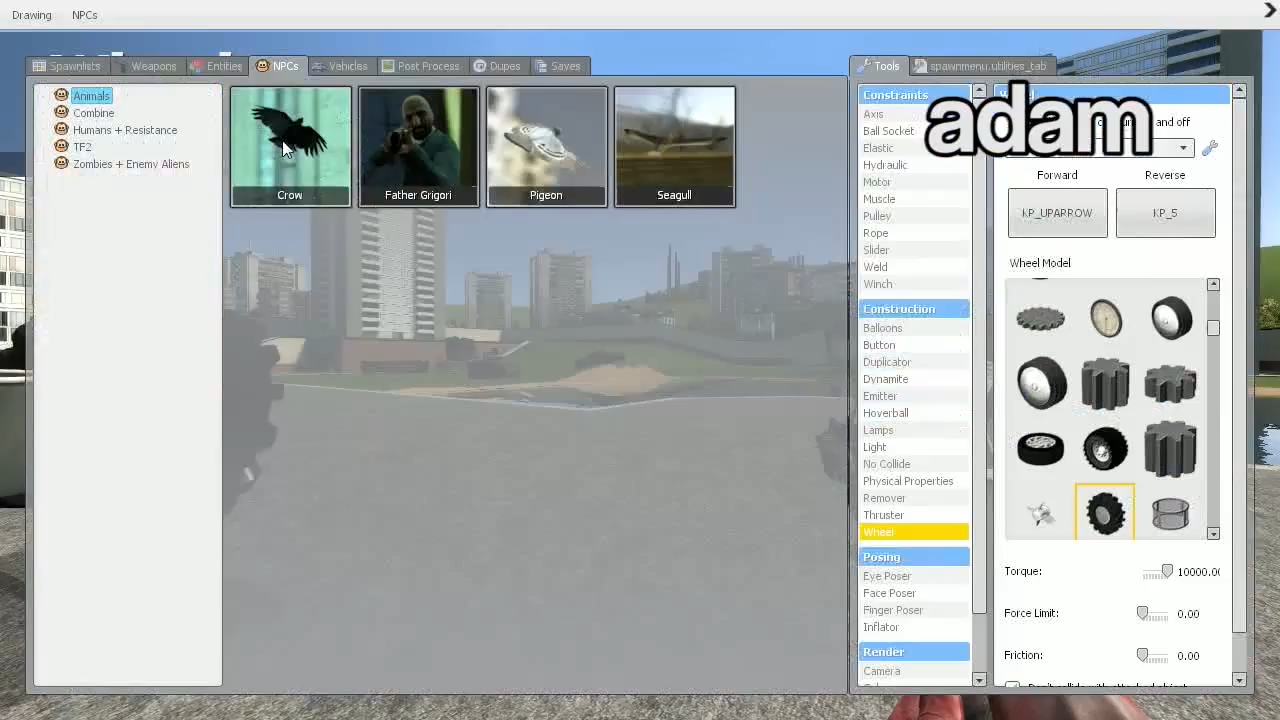 Drawing NPCs
Spawnlists Weapons Entities NPCs Vehicles Post Process Dupes Saves
Tools spawnmenu.utilities_tab
adam
Animals
Combine
Humans + Resistance
TF2
Zombies + Enemy Aliens
Crow
Father Grigori
Pigeon
Seagull
Constraints
Axis
Ball Socket
Elastic
Hydraulic
Motor
Muscle
Pulley
Rope
Slider
Weld
Winch
Construction
Balloons
Button
Duplicator
Dynamite
Emitter
Hoverball
Lamps
Light
No Collide
Physical Properties
Remover
Thruster
Wheel
Posing
Eye Poser
Face Poser
Finger Poser
Inflator
Render
Camera
and off
Forward Reverse
KP_UPARROW KP_5
Wheel Model
Torque: 10000.0
Force Limit: 0.00
Friction: 0.00